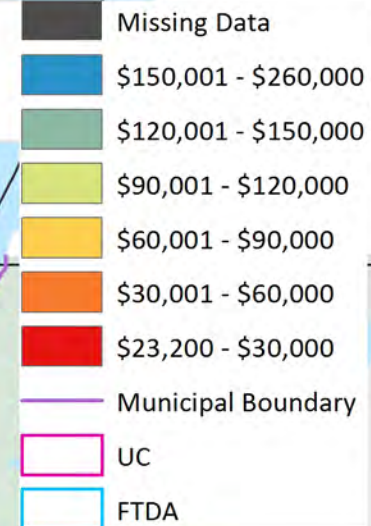 Missing Data
$150,001 - $260,000
$120,001 - $150,000
$90,001 - $120,000
$60,001 - $90,000
$30,001 - $60,000
$23,200 - $30,000
Municipal Boundary
UC
FTDA